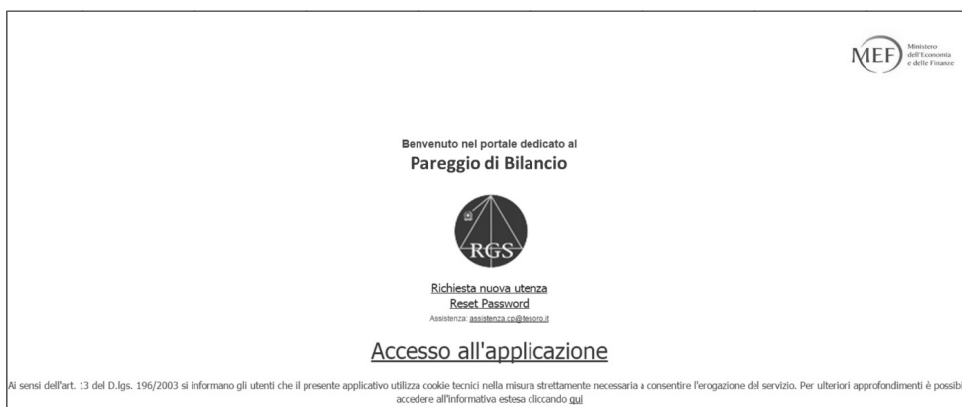 MEF
Ministero
dell'Economia
e delle Finanze
Benvenuto nel portale dedicato al
Pareggio di Bilancio
RGS
Richiesta nuova utenza
Reset Password
Assistenza: assistenza.cp@tesoro.it
Accesso all'applicazione
Ai sensi dell'art. 13 del D.lgs. 196/2003 si informano gli utenti che il presente applicativo utilizza cookie tecnici nella misura strettamente necessaria a consentire l'erogazione del servizio. Per ulteriori approfondimenti è possibi
accedere all'informativa estesa cliccando qui